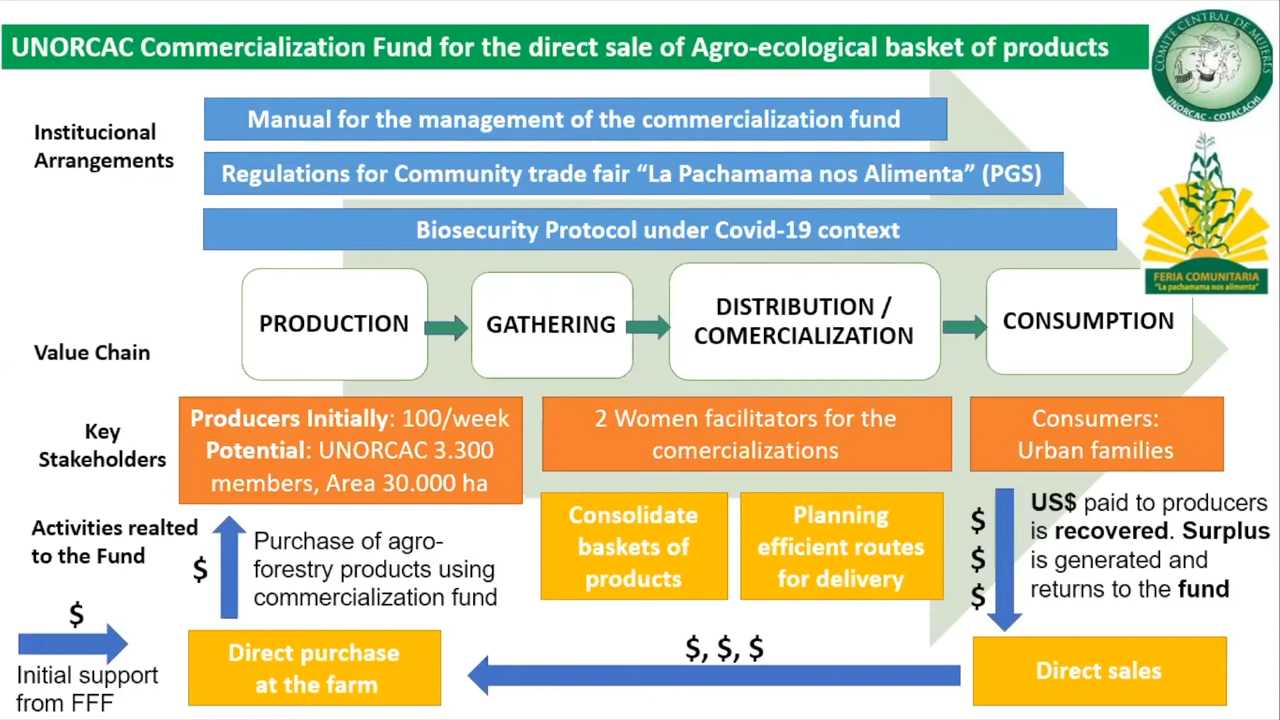 UNORCAC Commercialization Fund for the direct sale of Agro-ecological basket of products
COMITÉ CENTRAL DE MUJERES
UNORCAC - COTACACHI
Institucional
Arrangements
Manual for the management of the commercialization fund
Regulations for Community trade fair “La Pachamama nos Alimenta” (PGS)
Biosecurity Protocol under Covid-19 context
FERIA COMUNITARIA
"La pachamama nos alimenta"
Value Chain
PRODUCTION
GATHERING
DISTRIBUTION /
COMERCIALIZATION
CONSUMPTION
Key
Stakeholders
Producers Initially: 100/week
Potential: UNORCAC 3.300
members, Area 30.000 ha
2 Women facilitators for the
comercializations
Consumers:
Urban families
Activities realted
to the Fund
$
Purchase of agro-
forestry products using
commercialization fund
Consolidate
baskets of
products
Planning
efficient routes
for delivery
$
$
$
US$ paid to producers
is recovered. Surplus
is generated and
returns to the fund
$
Initial support
from FFF
Direct purchase
at the farm
$, $, $
Direct sales